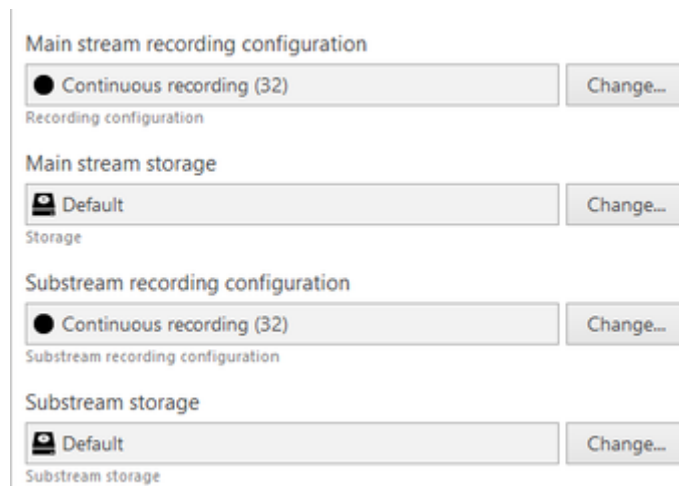 Main stream recording configuration
Continuous recording (32)
Change...
Recording configuration
Main stream storage
Default
Change...
Storage
Substream recording configuration
Continuous recording (32)
Change...
Substream recording configuration
Substream storage
Default
Change...
Substream storage